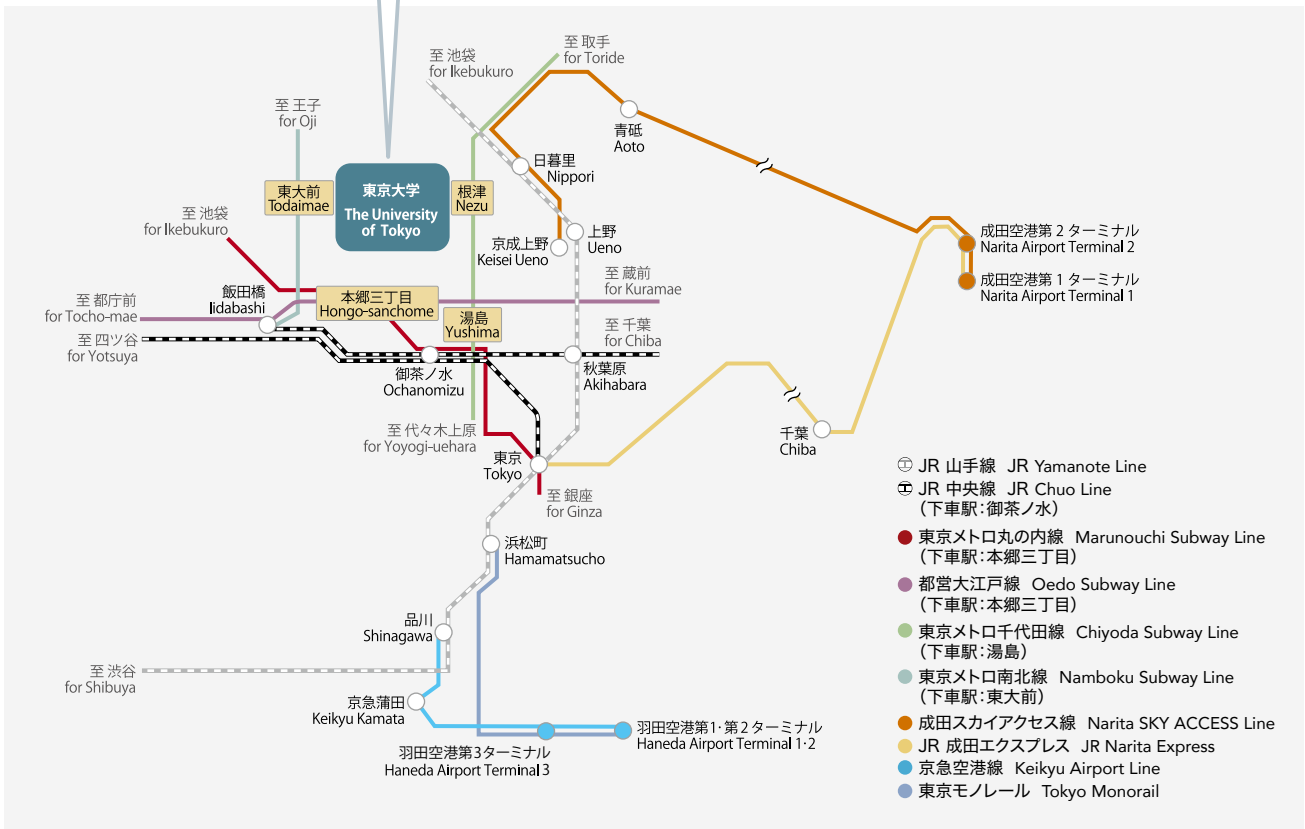 至 池袋
for Ikebukuro
至 取手
for Toride
至 王子
for Oji
青砥
Aoto
東大前
Todaimae
東京大学
The University
of Tokyo
根津
Nezu
日暮里
Nippori
至 池袋
for Ikebukuro
上野
Ueno
京成上野
Keisei Ueno
成田空港第2ターミナル
Narita Airport Terminal 2
成田空港第1ターミナル
Narita Airport Terminal 1
飯田橋
Iidabashi
本郷三丁目
Hongo-sanchome
至 蔵前
for Kuramae
至 都庁前
for Tocho-mae
湯島
Yushima
至 千葉
for Chiba
至 四ツ谷
for Yotsuya
御茶ノ水
Ochanomizu
秋葉原
Akihabara
至 代々木上原
for Yoyogi-uehara
千葉
Chiba
東京
Tokyo
至 銀座
for Ginza
浜松町
Hamamatsucho
品川
Shinagawa
至 渋谷
for Shibuya
京急蒲田
Keikyu Kamata
羽田空港第1・第2ターミナル
Haneda Airport Terminal 1・2
羽田空港第3ターミナル
Haneda Airport Terminal 3
JR 山手線 JR Yamanote Line
JR 中央線 JR Chuo Line
(下車駅:御茶ノ水)
東京メトロ丸の内線 Marunouchi Subway Line
(下車駅:本郷三丁目)
都営大江戸線 Oedo Subway Line
(下車駅:本郷三丁目)
東京メトロ千代田線 Chiyoda Subway Line
(下車駅:湯島)
東京メトロ南北線 Namboku Subway Line
(下車駅:東大前)
成田スカイアクセス線 Narita SKY ACCESS Line
JR 成田エクスプレス JR Narita Express
京急空港線 Keikyu Airport Line
東京モノレール Tokyo Monorail